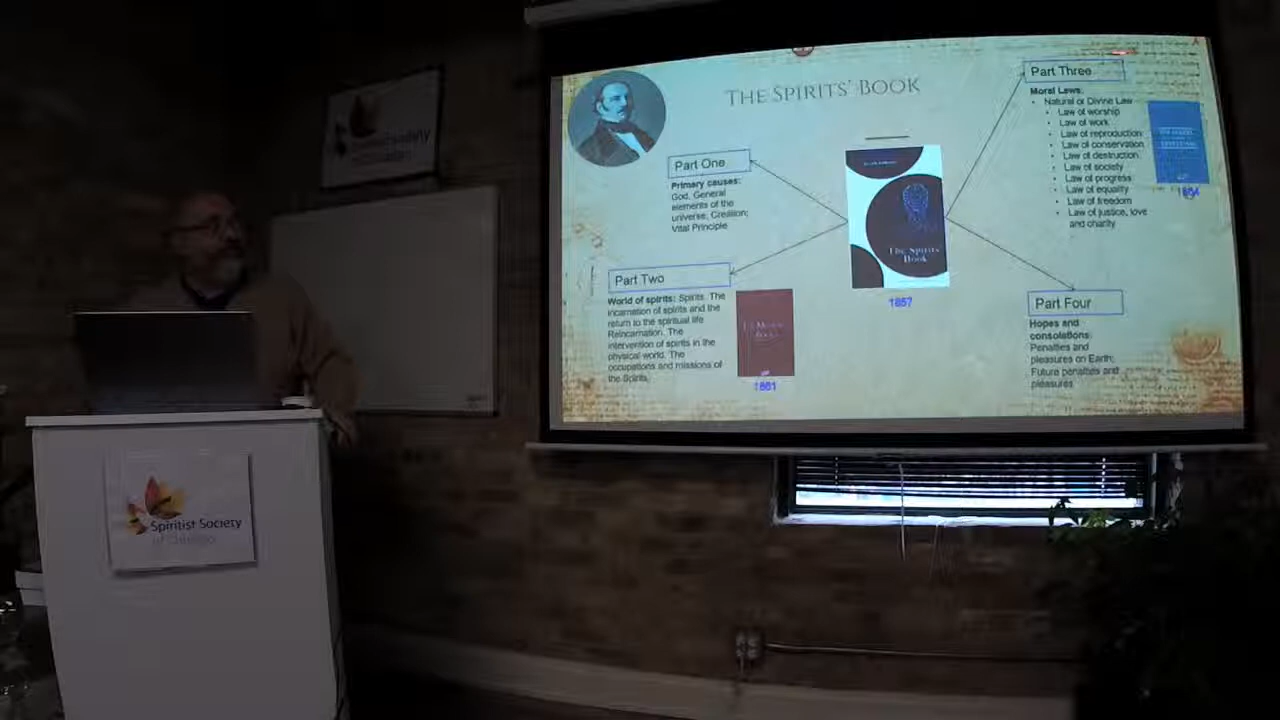 THE SPIRITS' BOOK
Part One
Primary causes:
God. General
elements of the
universe; Creation;
Vital Principle
Part Two
World of spirits: Spirits. The
incarnation of spirits and the
return to the spiritual life
Reincarnation. The
intervention of spirits in the
physical world. The
occupations and missions of
the Spirits.
1861
The Spirits'
Book
1857
Part Three
Moral Laws:
• Natural or Divine Law
• Law of worship
• Law of work
• Law of reproduction
• Law of conservation
• Law of destruction
• Law of society
• Law of progress
• Law of equality
• Law of freedom
• Law of justice, love
and charity
1864
Part Four
Hopes and
consolations:
Penalties and
pleasures on Earth;
Future penalties and
pleasures
Spiritist Society
of Chicago